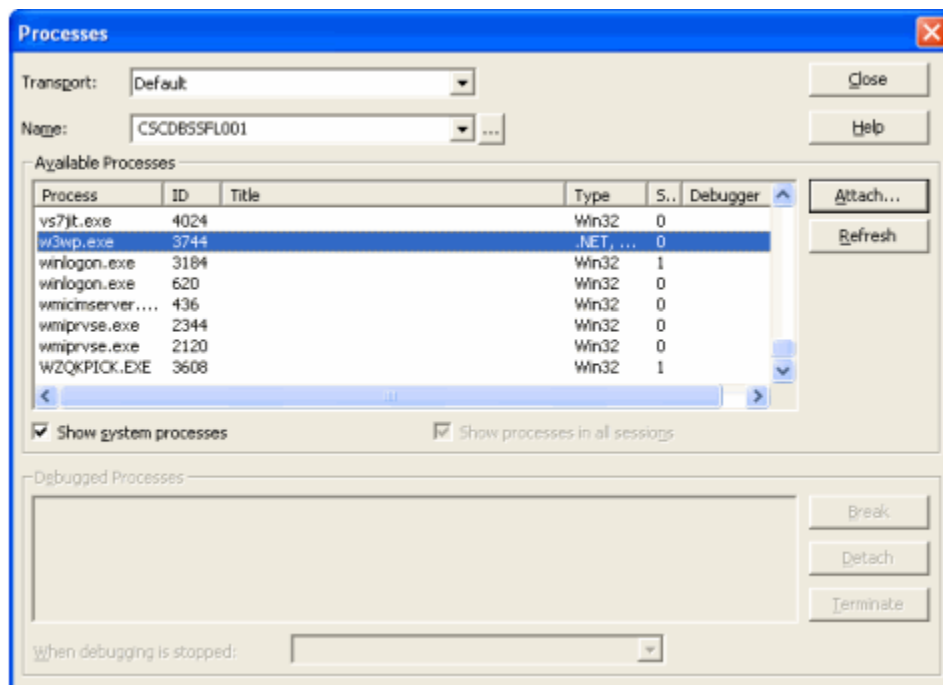 Processes
Transport: Default Close
Name: CSCDBSSFL001 ... Help
Available Processes
Process ID Title Type S.. Debugger Attach...
vs7jit.exe 4024 Win32 0
w3wp.exe 3744 .NET, ... 0 Refresh
winlogon.exe 3184 Win32 1
winlogon.exe 620 Win32 0
wmicimserver.... 436 Win32 0
wmiprvse.exe 2344 Win32 0
wmiprvse.exe 2120 Win32 0
WZQKPICK.EXE 3608 Win32 1
Show system processes Show processes in all sessions
Debugged Processes
Break
Detach
Terminate
When debugging is stopped: